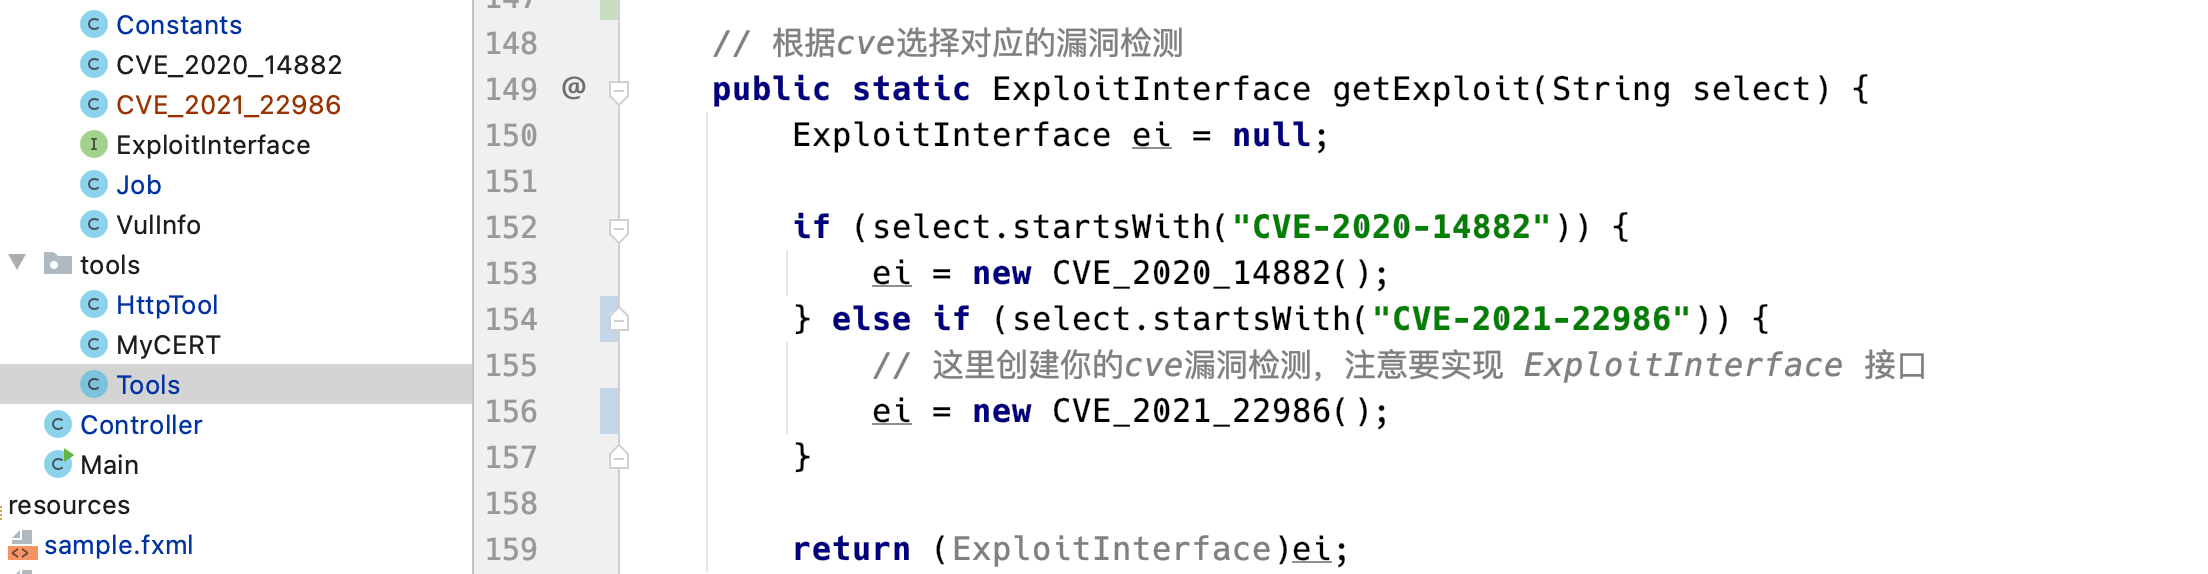 Constants
CVE_2020_14882
CVE_2021_22986
ExploitInterface
Job
VulInfo
tools
HttpTool
MyCERT
Tools
Controller
Main
resources
sample.fxml
147
148 // 根据cve选择对应的漏洞检测
149 @ public static ExploitInterface getExploit(String select) {
150 ExploitInterface ei = null;
151
152 if (select.startsWith("CVE-2020-14882")) {
153 ei = new CVE_2020_14882();
154 } else if (select.startsWith("CVE-2021-22986")) {
155 // 这里创建你的cve漏洞检测，注意要实现 ExploitInterface 接口
156 ei = new CVE_2021_22986();
157 }
158
159 return (ExploitInterface)ei;